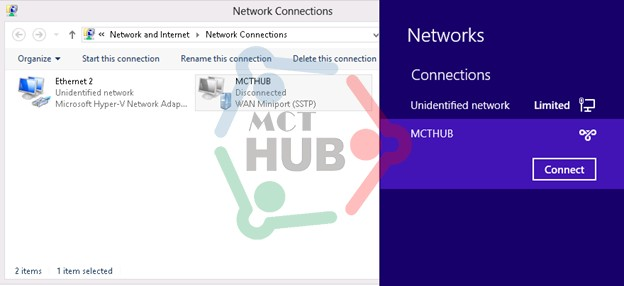 Network Connections
« Network and Internet ▸ Network Connections
Organize ▾ Start this connection Rename this connection Delete this connection
Ethernet 2
Unidentified network
Microsoft Hyper-V Network Adap...
MCTHUB
Disconnected
WAN Miniport (SSTP)
MCT
HUB
2 items 1 item selected
Networks
Connections
Unidentified network Limited
MCTHUB
Connect